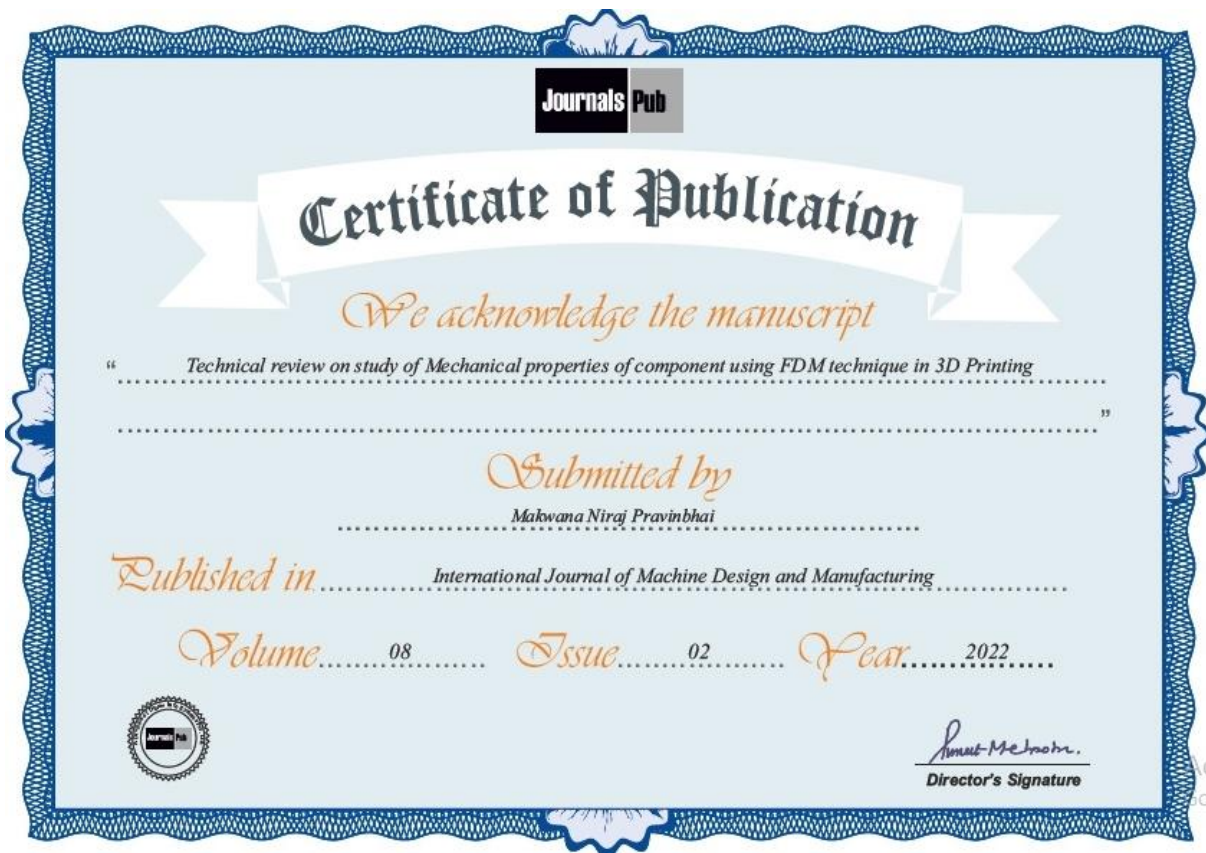 Journals Pub
Certificate of Publication
We acknowledge the manuscript
“ Technical review on study of Mechanical properties of component using FDM technique in 3D Printing
”
Submitted by
Makwana Niraj Pravinbhai
Published in International Journal of Machine Design and Manufacturing
Volume 08 Issue 02 Year 2022
Journals Pub
Director's Signature